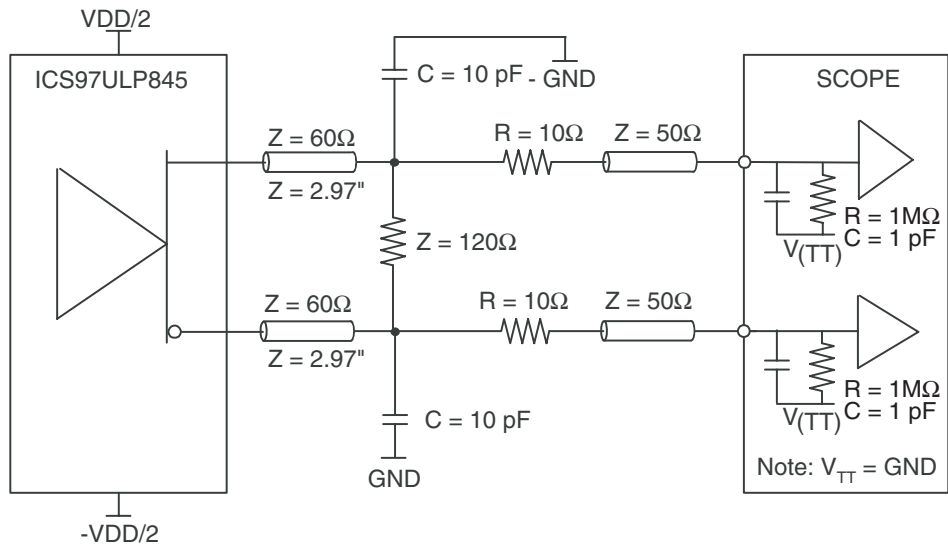 VDD/2
ICS97ULP845
C = 10 pF
- GND
SCOPE
Z = 60Ω
R = 10Ω
Z = 50Ω
Z = 2.97"
R = 1MΩ
C = 1 pF
V(TT)
Z = 120Ω
Z = 60Ω
R = 10Ω
Z = 50Ω
Z = 2.97"
R = 1MΩ
C = 1 pF
V(TT)
C = 10 pF
GND
Note: VTT = GND
-VDD/2